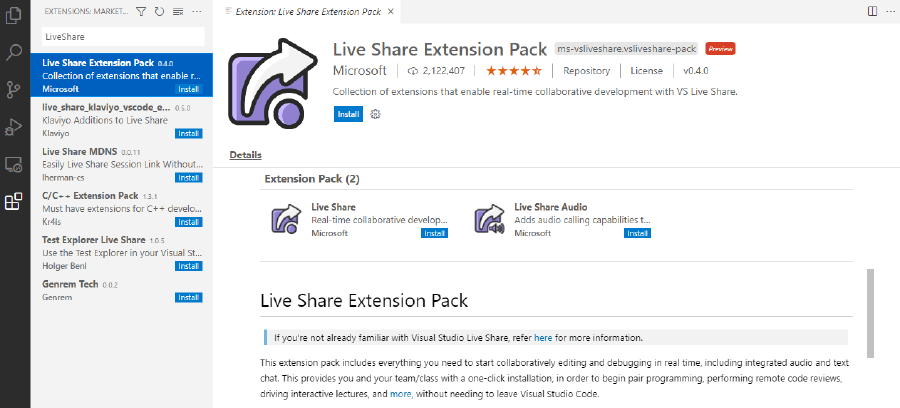 EXTENSIONS: MARKET...
LiveShare
Live Share Extension Pack 0.4.0
Collection of extensions that enable r...
Microsoft Install
live_share_klaviyo_vscode_e... 0.5.0
Klaviyo Additions to Live Share
Klaviyo Install
Live Share MDNS 0.0.11
Easily Live Share Session Link Without...
lherman-cs Install
C/C++ Extension Pack 1.3.1
Must have extensions for C++ develo...
Kr4is Install
Test Explorer Live Share 1.0.5
Use the Test Explorer in your Visual St...
Holger Benl Install
Genrem Tech 0.0.2
Genrem Install
Extension: Live Share Extension Pack
Live Share Extension Pack ms-vsliveshare.vsliveshare-pack Preview
Microsoft 2,122,407 Repository License v0.4.0
Collection of extensions that enable real-time collaborative development with VS Live Share.
Install
Details
Extension Pack (2)
Live Share
Real-time collaborative develop...
Microsoft Install
Live Share Audio
Adds audio calling capabilities t...
Microsoft Install
Live Share Extension Pack
If you're not already familiar with Visual Studio Live Share, refer here for more information.
This extension pack includes everything you need to start collaboratively editing and debugging in real time, including integrated audio and text
chat. This provides you and your team/class with a one-click installation, in order to begin pair programming, performing remote code reviews,
driving interactive lectures, and more, without needing to leave Visual Studio Code.